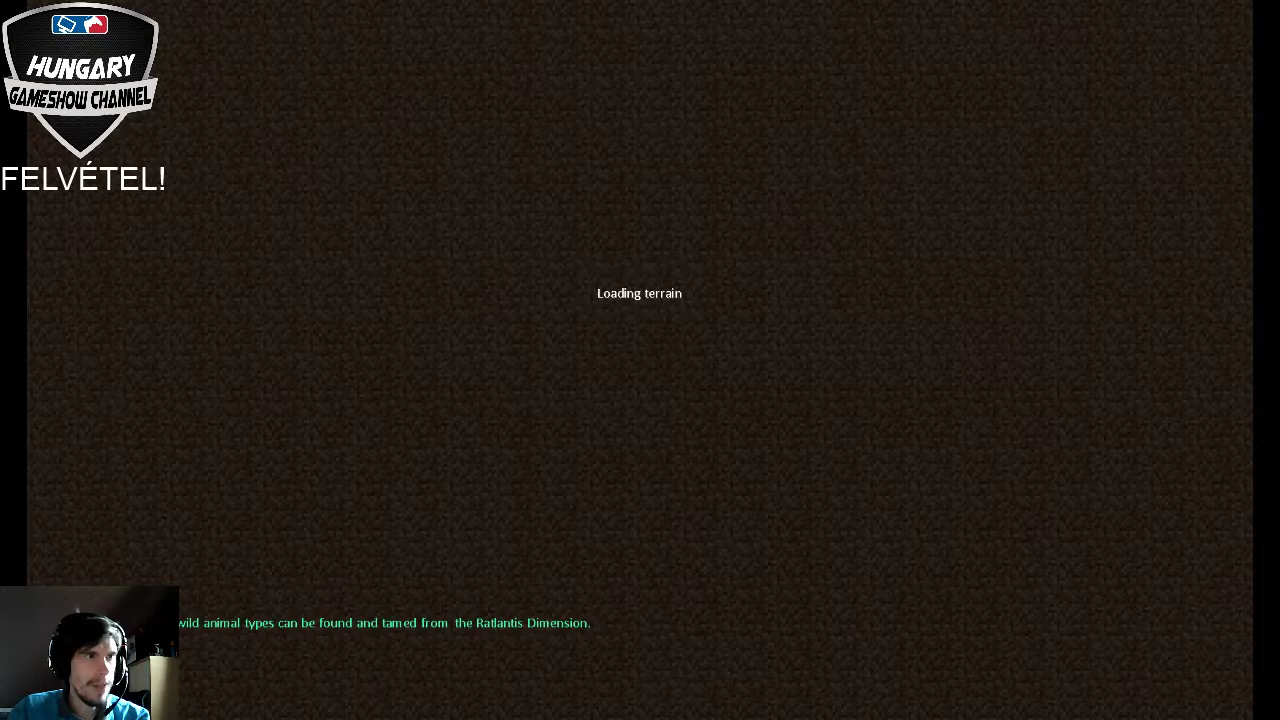 HUNGARY
GAMESHOW CHANNEL
FELVÉTEL!
Loading terrain
wild animal types can be found and tamed from the Ratlantis Dimension.